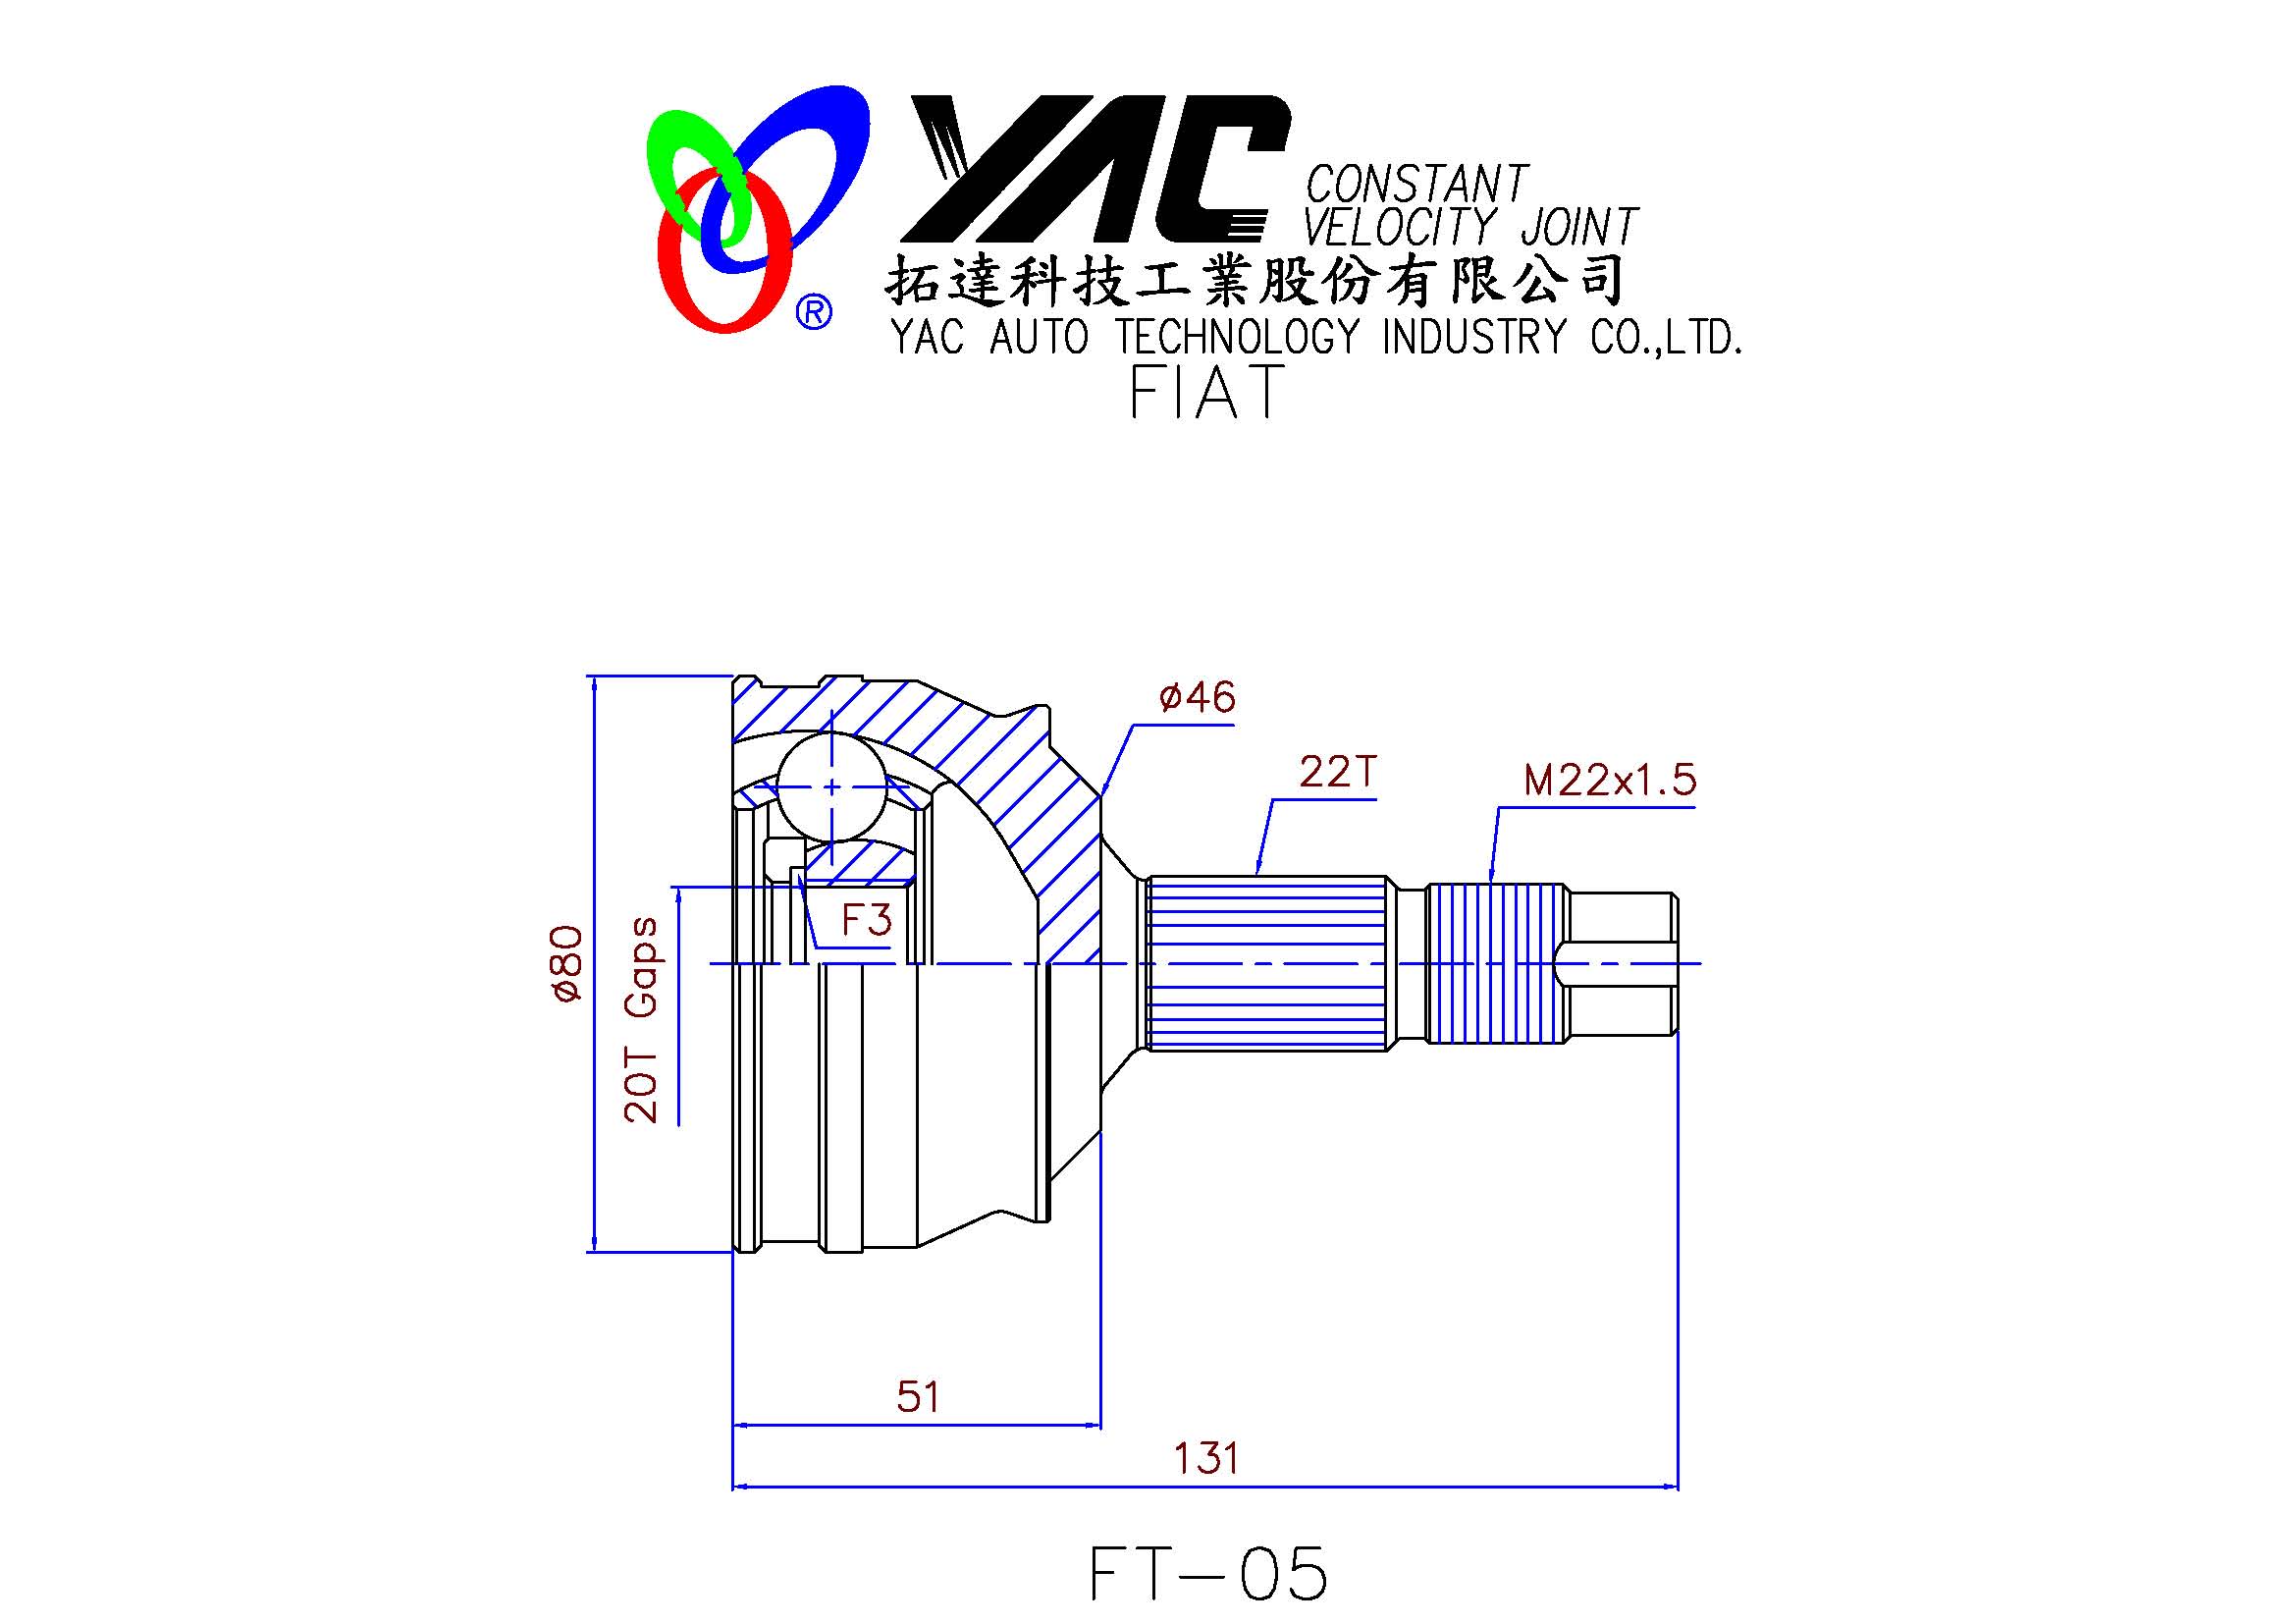 YAC CONSTANT
VELOCITY JOINT
拓達科技工業股份有限公司
®
YAC AUTO TECHNOLOGY INDUSTRY CO.,LTD.
FIAT
ø46
22T
M22x1.5
F3
ø80
20T Gaps
51
131
FT-05